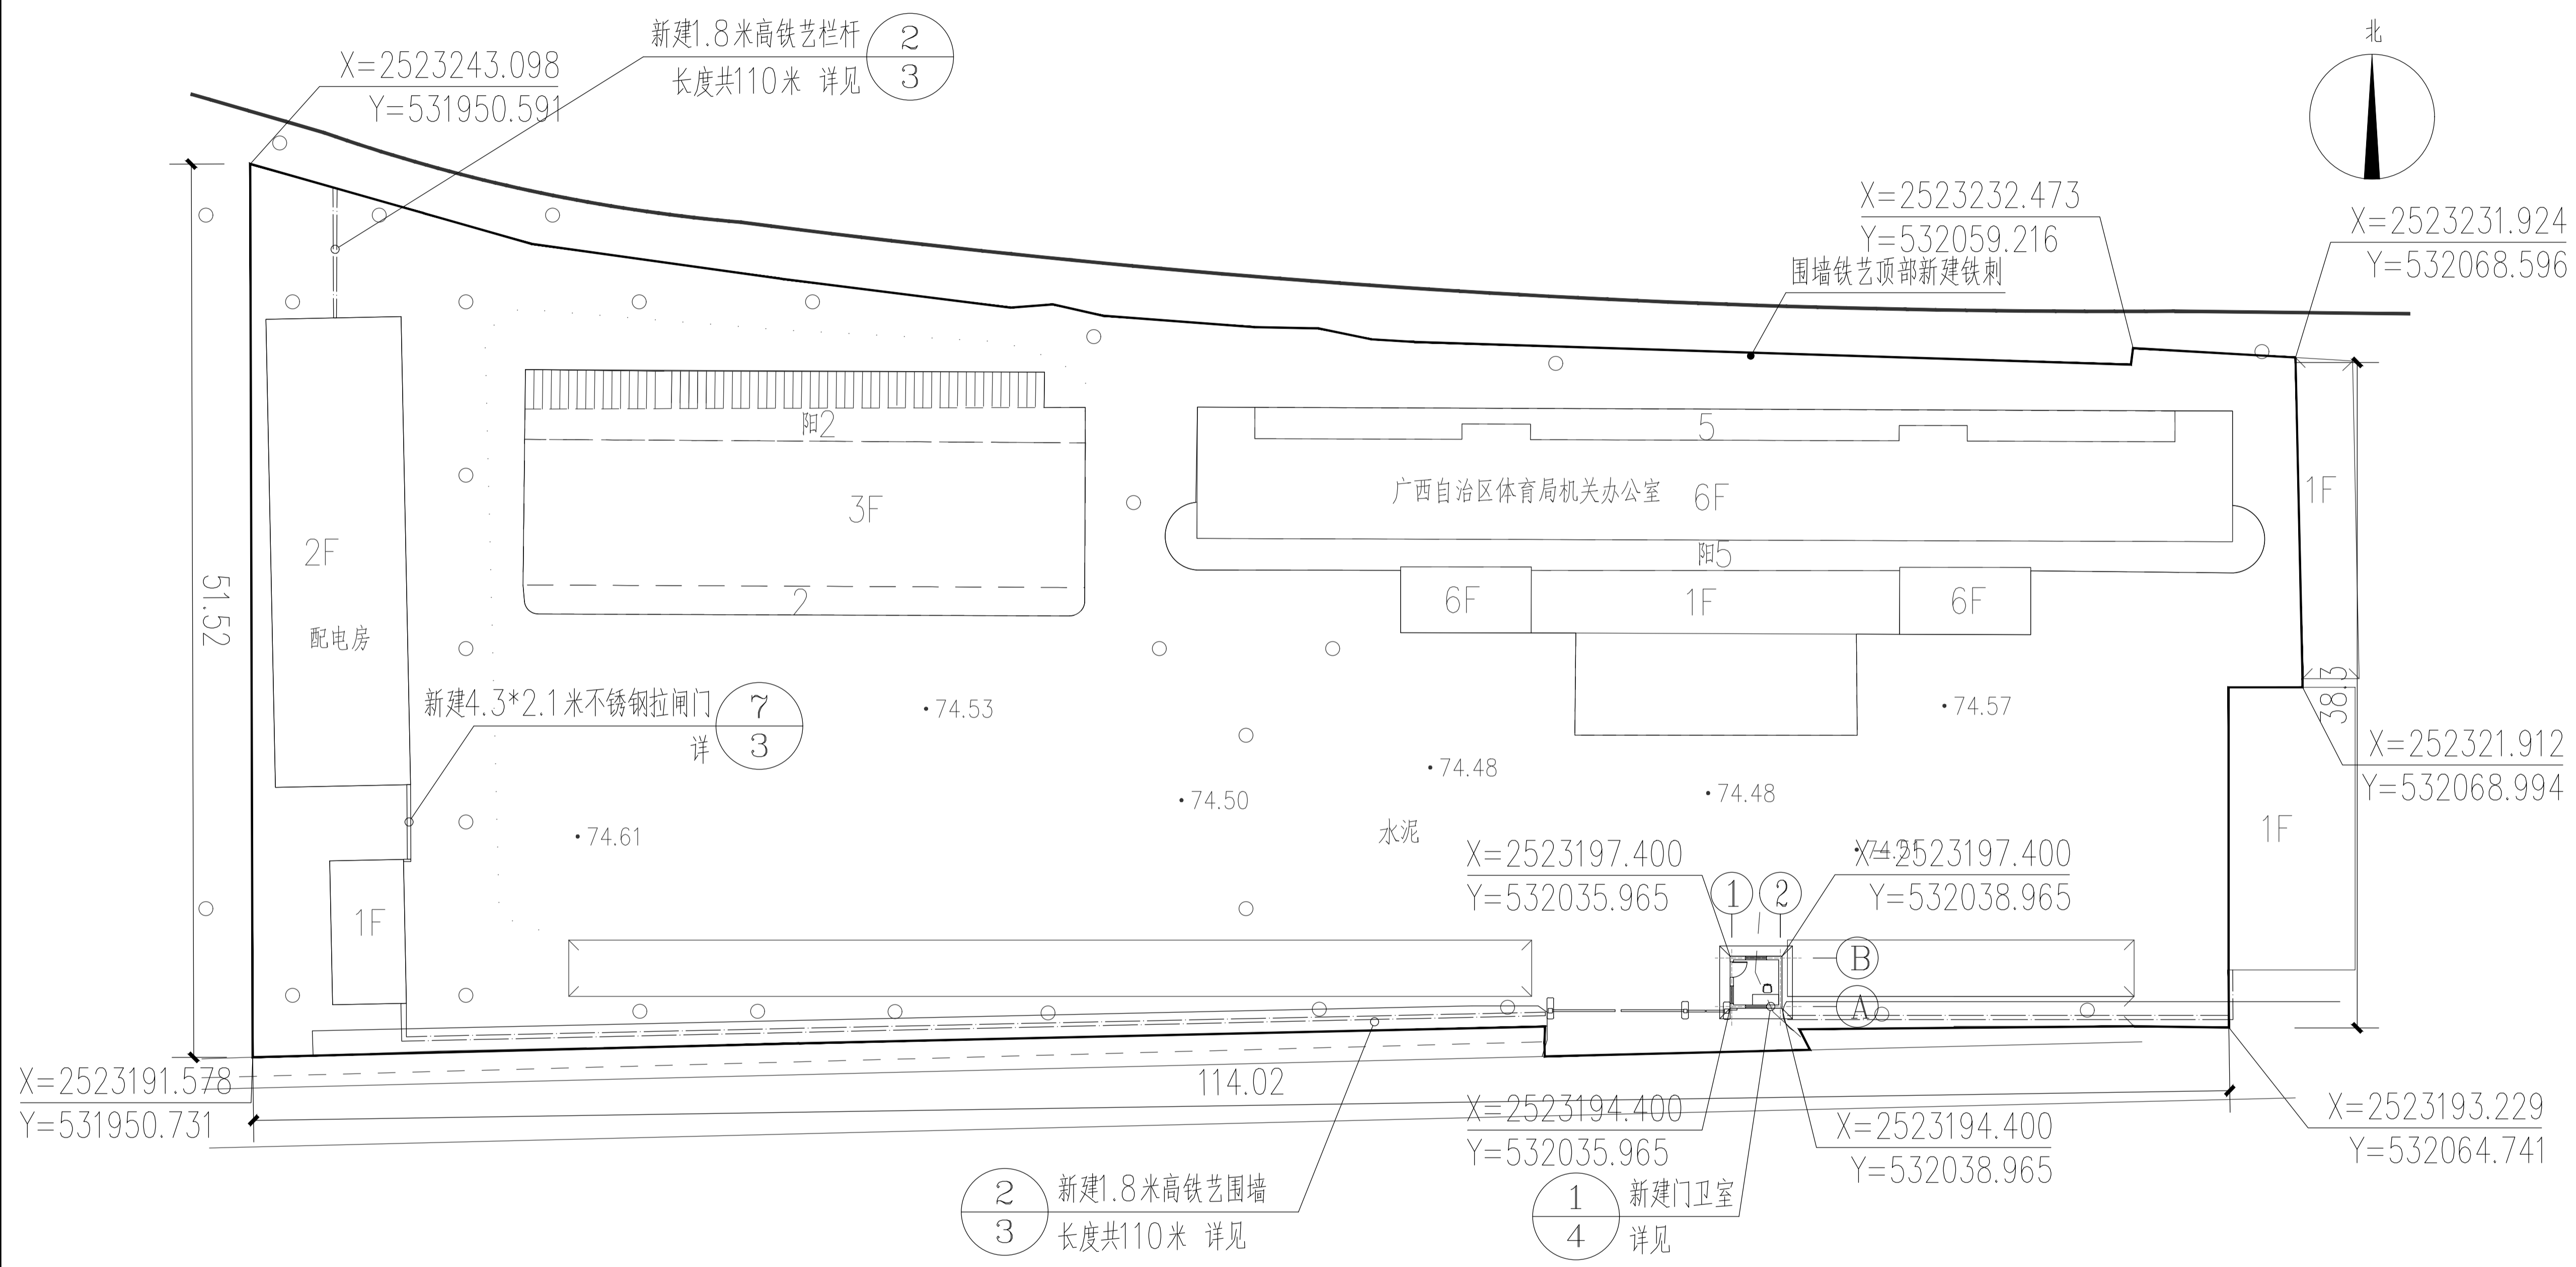 新建1.8米高铁艺栏杆
长度共110米 详见
2
3
北
X=2523243.098
Y=531950.591
X=2523232.473
Y=532059.216
围墙铁艺顶部新建铁刺
X=2523231.924
Y=532068.596
阳2
3F
2
5
广西自治区体育局机关办公室 6F
阳5
6F
1F
6F
1F
2F
配电房
51.52
38.3
新建4.3*2.1米不锈钢拉闸门
详
7
3
74.53
74.57
74.48
74.50
74.48
74.61
水泥
X=252321.912
Y=532068.994
1F
X=2523197.400
Y=532035.965
74.51
X=2523197.400
Y=532038.965
1
2
B
A
1F
X=2523191.578
Y=531950.731
114.02
X=2523194.400
Y=532035.965
X=2523194.400
Y=532038.965
X=2523193.229
Y=532064.741
2
3
新建1.8米高铁艺围墙
长度共110米 详见
1
4
新建门卫室
详见